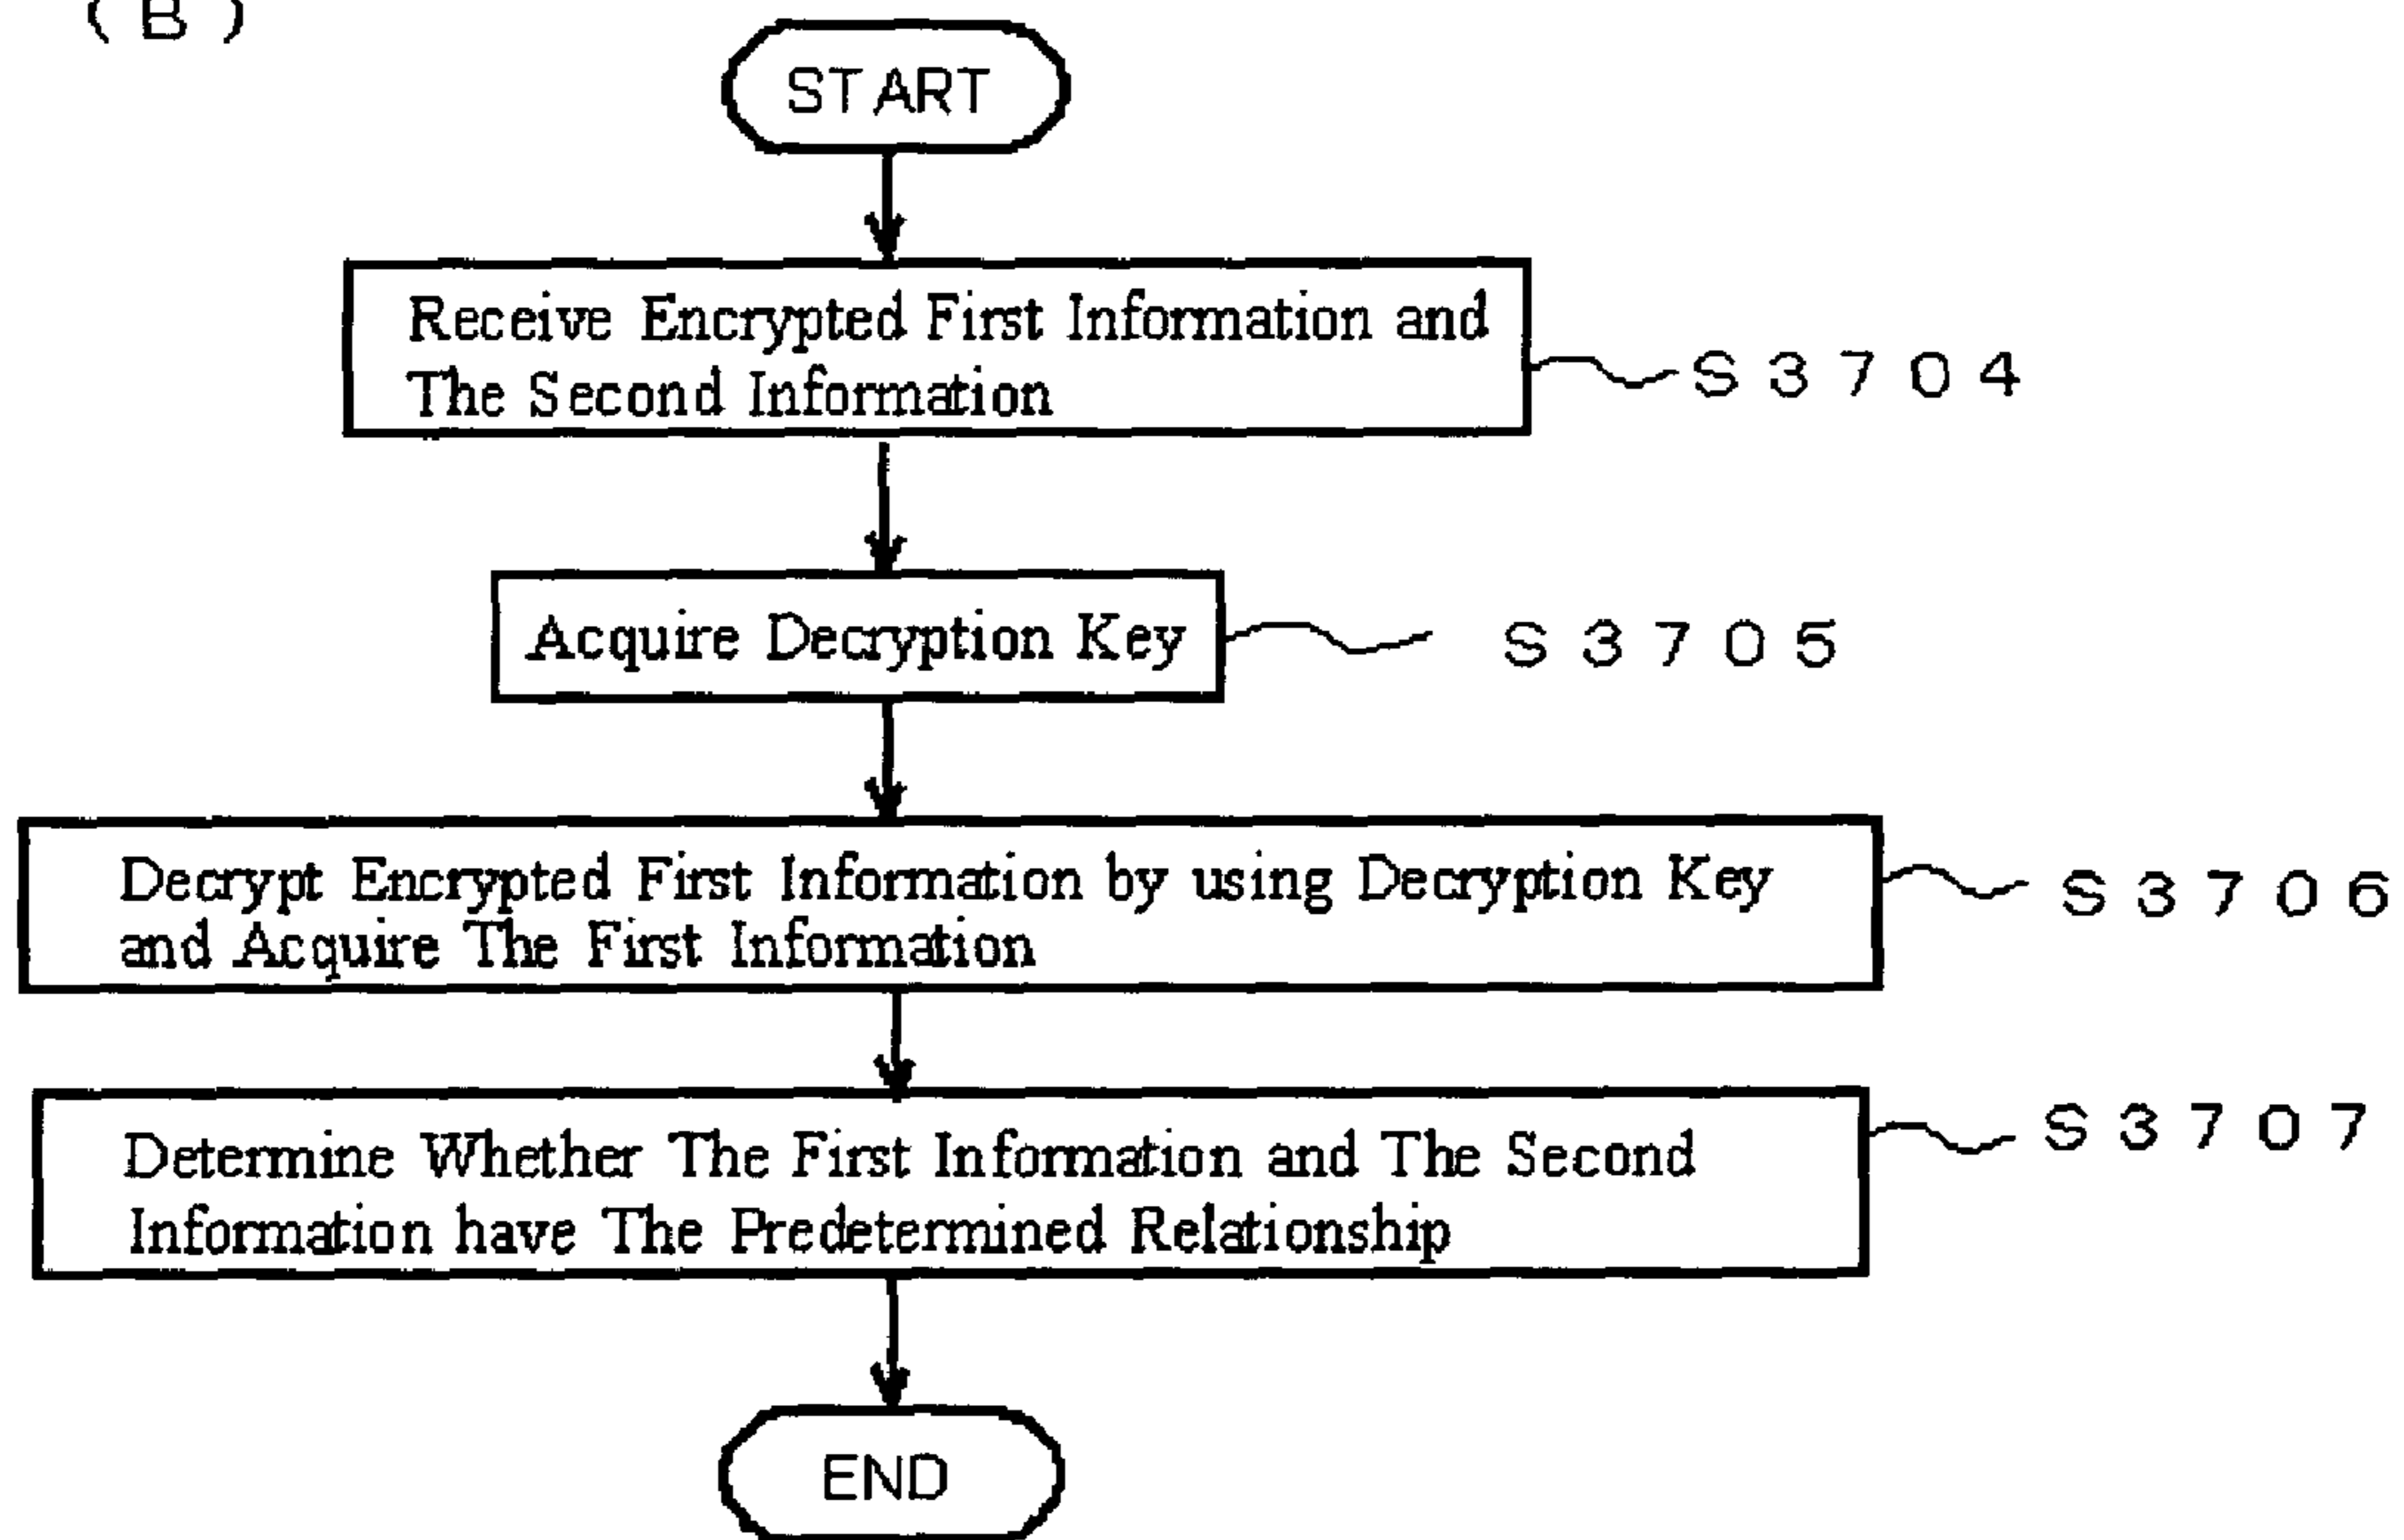 (B)
START
Receive Encrypted First Information and
The Second Information
S3704
Acquire Decryption Key
S3705
Decrypt Encrypted First Information by using Decryption Key
and Acquire The First Information
S3706
Determine Whether The First Information and The Second
Information have The Predetermined Relationship
S3707
END